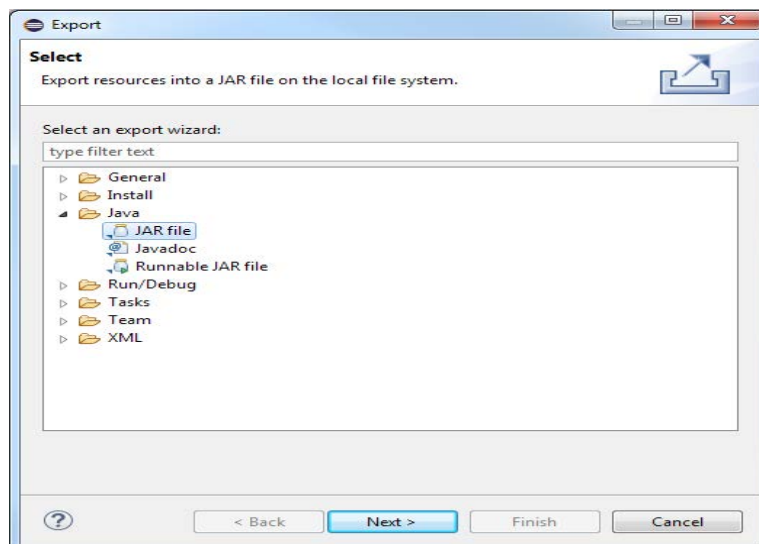 Export
Select
Export resources into a JAR file on the local file system.
Select an export wizard:
type filter text
General
Install
Java
JAR file
Javadoc
Runnable JAR file
Run/Debug
Tasks
Team
XML
?
< Back
Next >
Finish
Cancel